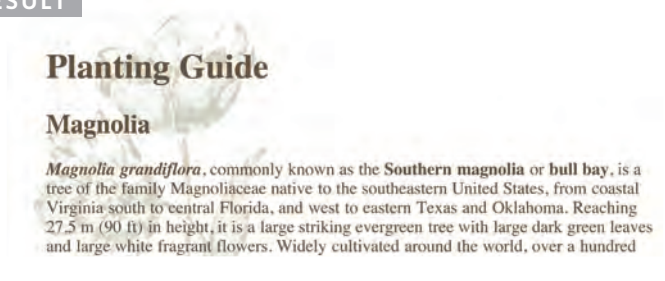 RESULT
Planting Guide
Magnolia
Magnolia grandiflora, commonly known as the Southern magnolia or bull bay, is a
tree of the family Magnoliaceae native to the southeastern United States, from coastal
Virginia south to central Florida, and west to eastern Texas and Oklahoma. Reaching
27.5 m (90 ft) in height, it is a large striking evergreen tree with large dark green leaves
and large white fragrant flowers. Widely cultivated around the world, over a hundred